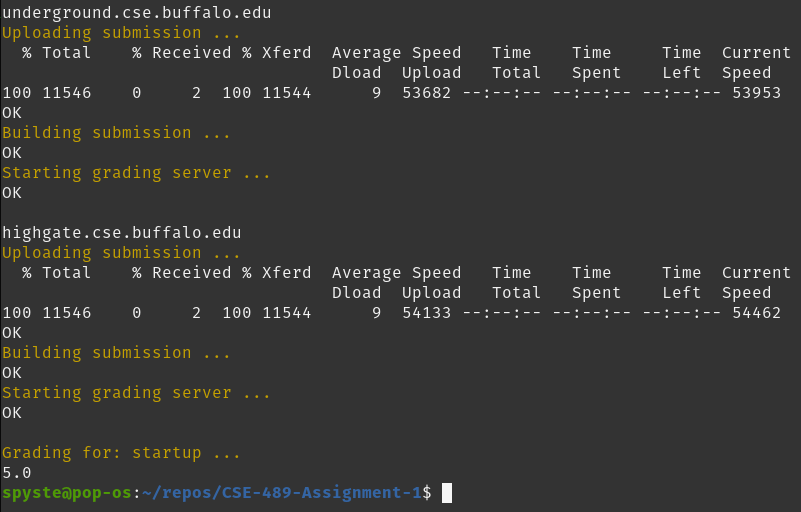 underground.cse.buffalo.edu
Uploading submission ...
  % Total    % Received % Xferd  Average Speed   Time    Time     Time  Current
                                 Dload  Upload   Total   Spent    Left  Speed
100 11546    0     2  100 11544      9  53682 --:--:-- --:--:-- --:--:-- 53953
OK
Building submission ...
OK
Starting grading server ...
OK

highgate.cse.buffalo.edu
Uploading submission ...
  % Total    % Received % Xferd  Average Speed   Time    Time     Time  Current
                                 Dload  Upload   Total   Spent    Left  Speed
100 11546    0     2  100 11544      9  54133 --:--:-- --:--:-- --:--:-- 54462
OK
Building submission ...
OK
Starting grading server ...
OK

Grading for: startup ...
5.0
spyste@pop-os:~/repos/CSE-489-Assignment-1$